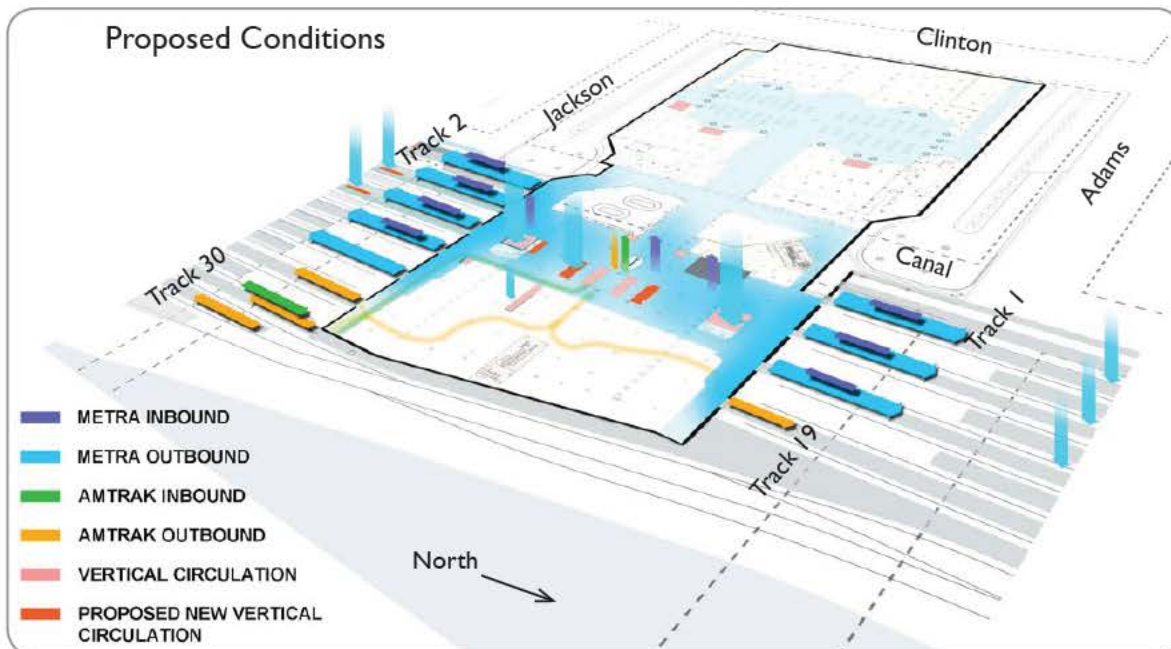 Proposed Conditions
Clinton
Jackson
Track 2
Adams
Track 30
Canal
Track 1
Track 19
METRA INBOUND
METRA OUTBOUND
AMTRAK INBOUND
AMTRAK OUTBOUND
VERTICAL CIRCULATION
PROPOSED NEW VERTICAL
CIRCULATION
North